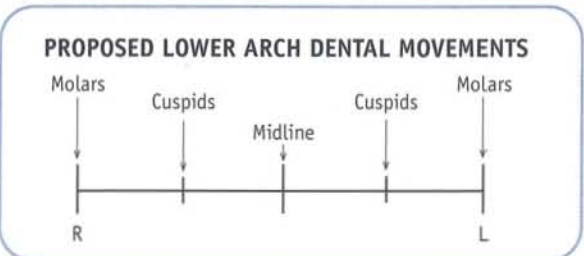 PROPOSED LOWER ARCH DENTAL MOVEMENTS
Molars Molars
Cuspids Cuspids
Midline
R L